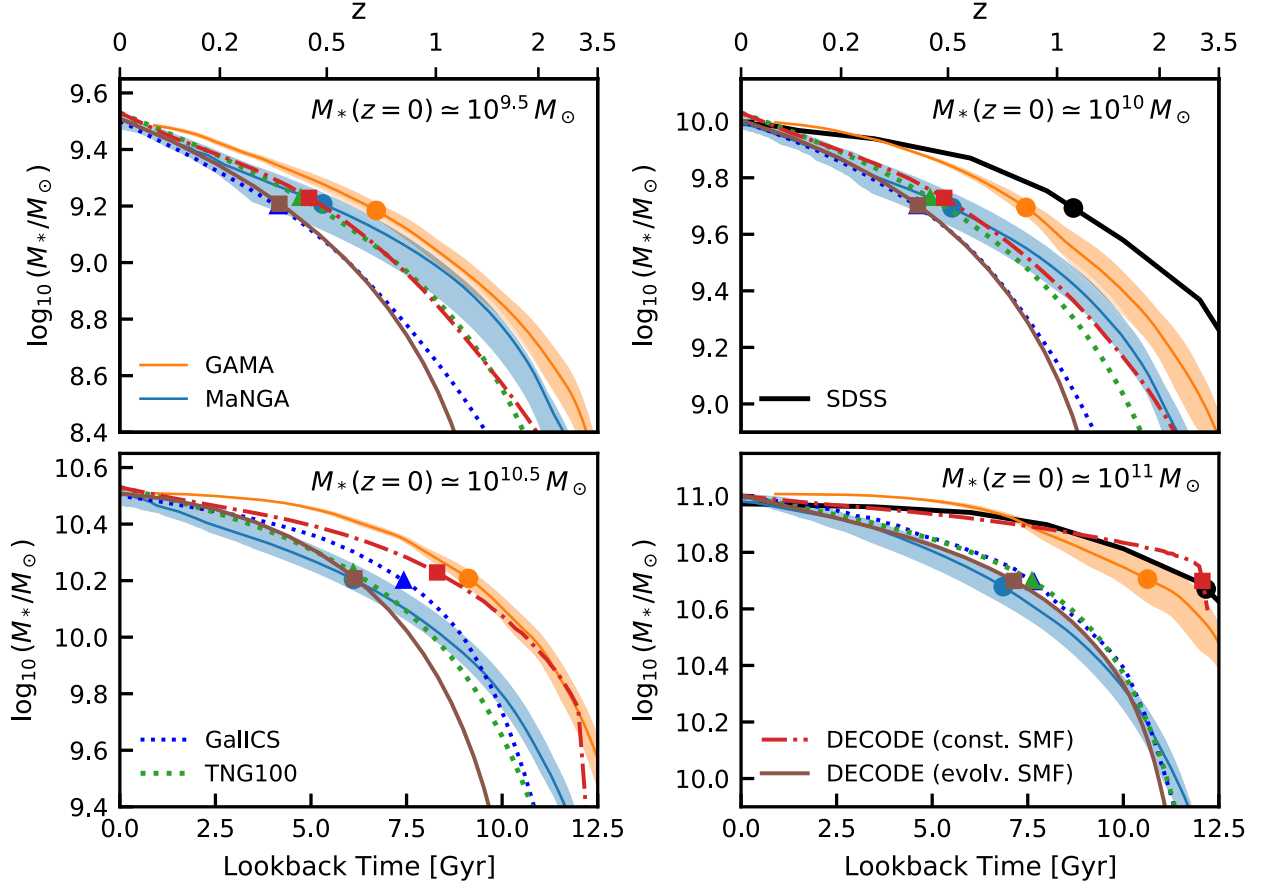 z
z
0 0.2 0.5 1 2 3.5
0 0.2 0.5 1 2 3.5
M*(z = 0) ≃ 10^9.5 M⊙
log10(M*/M⊙)
9.6
9.4
9.2
9.0
8.8
8.6
8.4
GAMA
MaNGA
M*(z = 0) ≃ 10^10 M⊙
log10(M*/M⊙)
10.0
9.8
9.6
9.4
9.2
9.0
SDSS
M*(z = 0) ≃ 10^10.5 M⊙
log10(M*/M⊙)
10.6
10.4
10.2
10.0
9.8
9.6
9.4
GalICS
TNG100
0.0 2.5 5.0 7.5 10.0 12.5
Lookback Time [Gyr]
M*(z = 0) ≃ 10^11 M⊙
log10(M*/M⊙)
11.0
10.8
10.6
10.4
10.2
10.0
DECODE (const. SMF)
DECODE (evolv. SMF)
0.0 2.5 5.0 7.5 10.0 12.5
Lookback Time [Gyr]